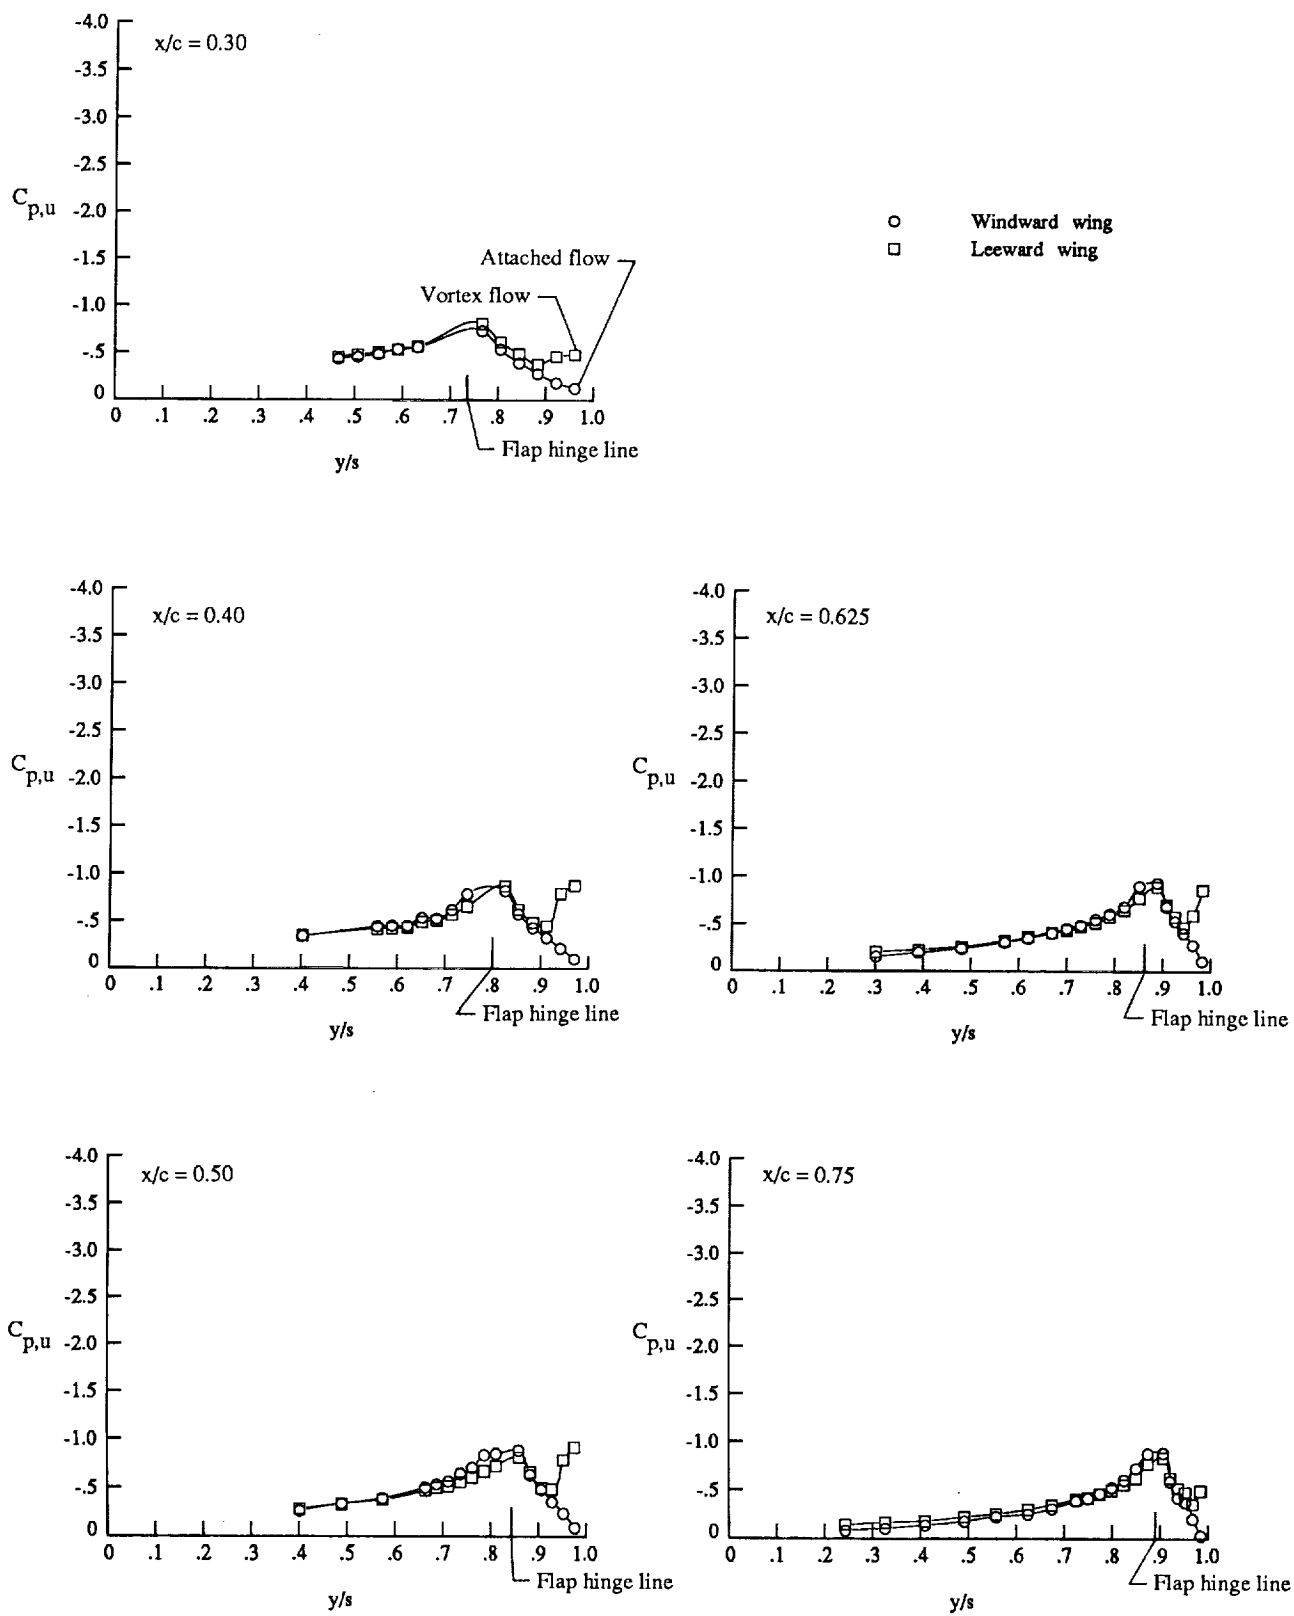 x/c = 0.30
-4.0
-3.5
-3.0
-2.5
-2.0
-1.5
-1.0
-.5
0
C p,u
Attached flow
Vortex flow
0 .1 .2 .3 .4 .5 .6 .7 .8 .9 1.0
Flap hinge line
y/s
Windward wing
Leeward wing
x/c = 0.40
-4.0
-3.5
-3.0
-2.5
-2.0
-1.5
-1.0
-.5
0
C p,u
0 .1 .2 .3 .4 .5 .6 .7 .8 .9 1.0
Flap hinge line
y/s
x/c = 0.625
-4.0
-3.5
-3.0
-2.5
-2.0
-1.5
-1.0
-.5
0
C p,u
0 .1 .2 .3 .4 .5 .6 .7 .8 .9 1.0
Flap hinge line
y/s
x/c = 0.50
-4.0
-3.5
-3.0
-2.5
-2.0
-1.5
-1.0
-.5
0
C p,u
0 .1 .2 .3 .4 .5 .6 .7 .8 .9 1.0
Flap hinge line
y/s
x/c = 0.75
-4.0
-3.5
-3.0
-2.5
-2.0
-1.5
-1.0
-.5
0
C p,u
0 .1 .2 .3 .4 .5 .6 .7 .8 .9 1.0
Flap hinge line
y/s